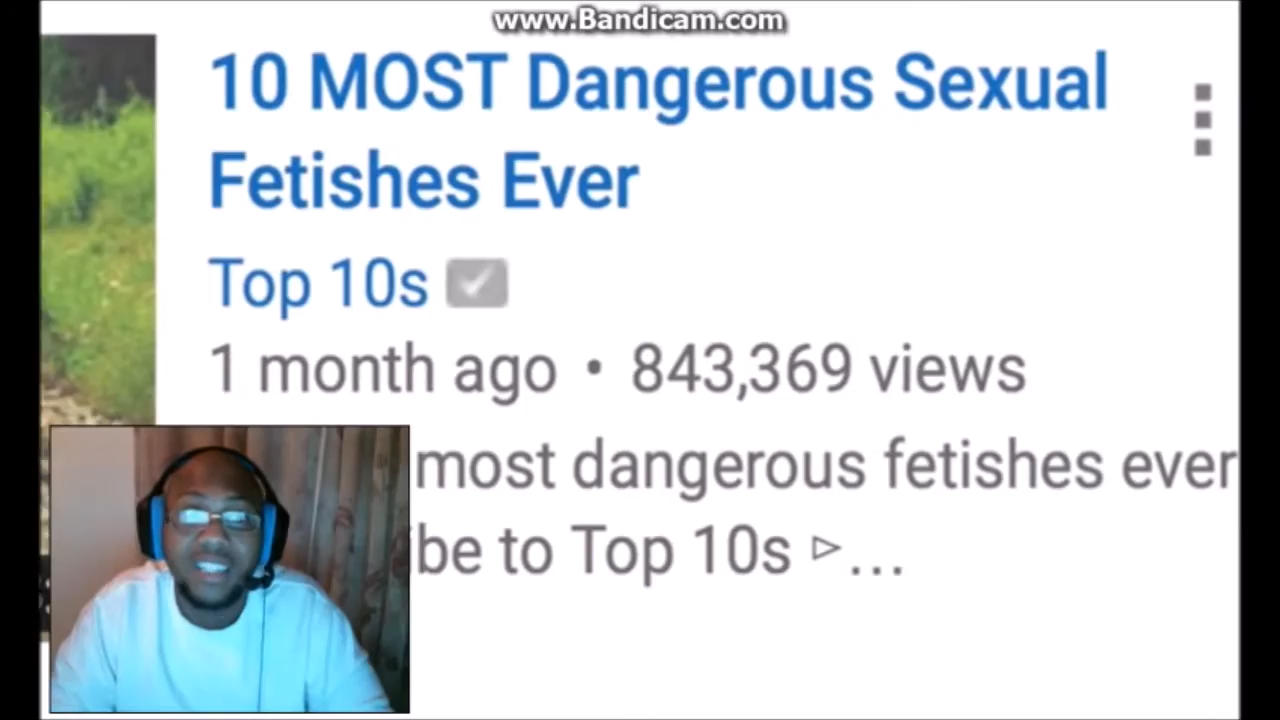 www.Bandicam.com
10 MOST Dangerous Sexual
Fetishes Ever
Top 10s
1 month ago • 843,369 views
most dangerous fetishes ever
ibe to Top 10s ▷...